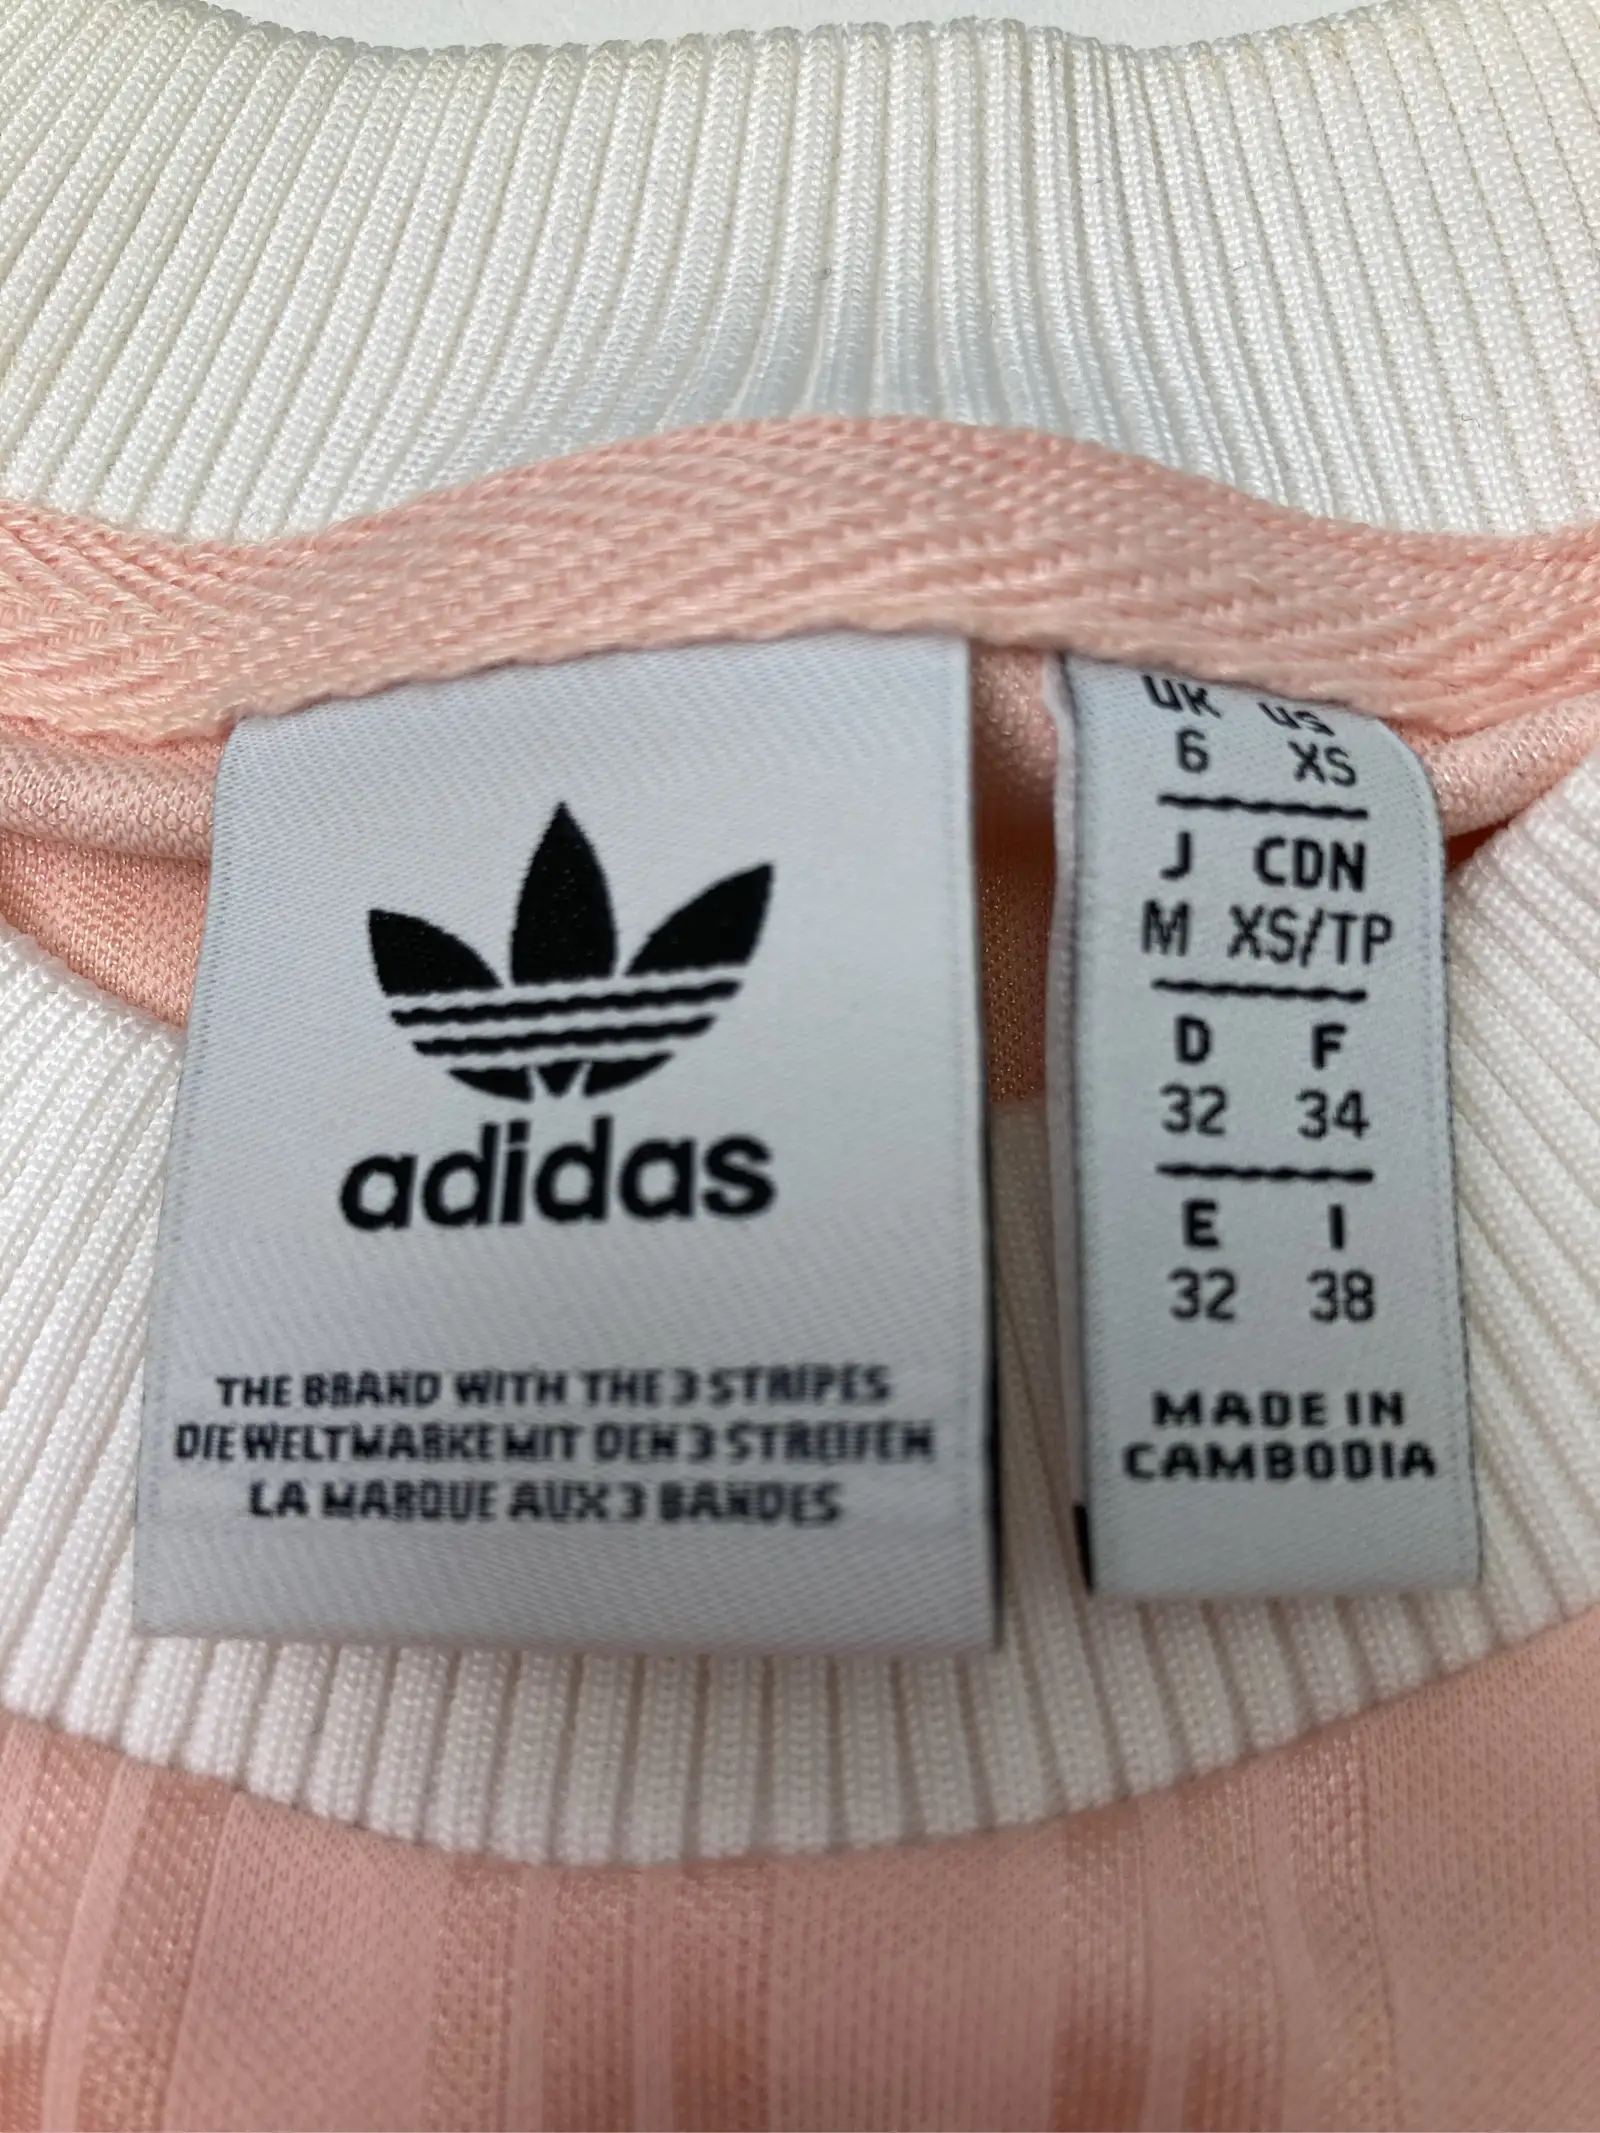 adidas
THE BRAND WITH THE 3 STRIPES
DIE WELTMARKE MIT DEN 3 STREIFEN
LA MARQUE AUX 3 BANDES
UK US
6 XS
J CDN
M XS/TP
D F
32 34
E I
32 38
MADE IN
CAMBODIA